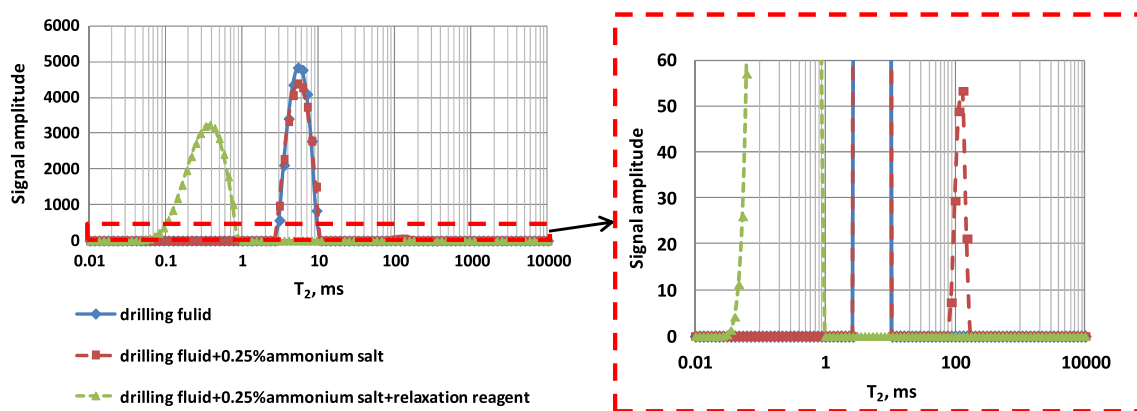 6000
5000
4000
3000
2000
1000
0
Signal amplitude
0.01 0.1 1 10 100 1000 10000
T2, ms
drilling fulid
drilling fluid+0.25%ammonium salt
drilling fluid+0.25%ammonium salt+relaxation reagent
60
50
40
30
20
10
0
Signal amplitude
0.01 1 100 10000
T2, ms